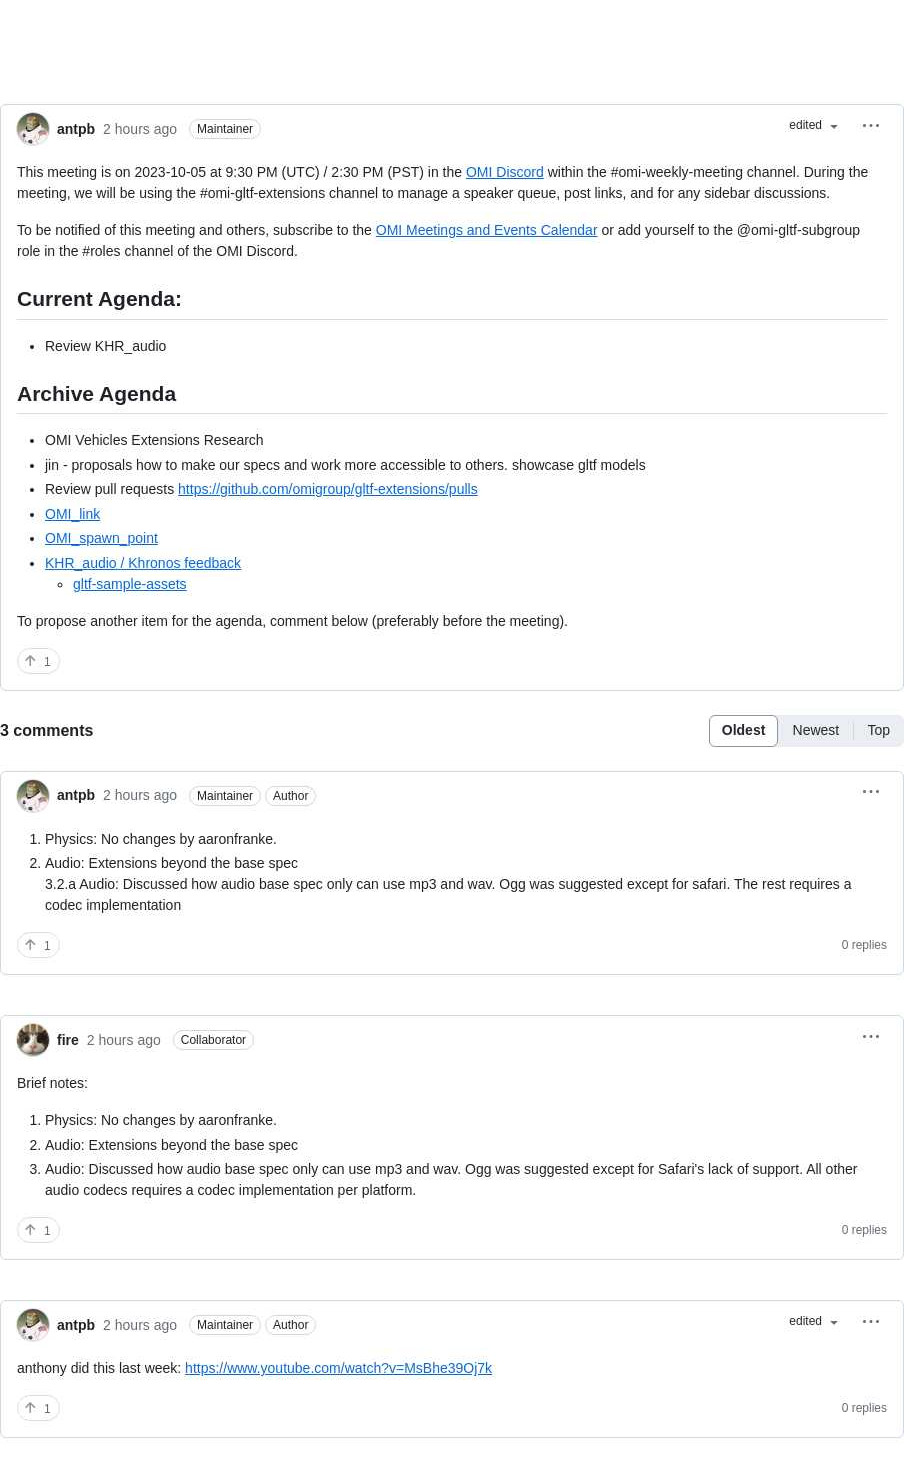 antpb 2 hours ago Maintainer edited
This meeting is on 2023-10-05 at 9:30 PM (UTC) / 2:30 PM (PST) in the OMI Discord within the #omi-weekly-meeting channel. During the
meeting, we will be using the #omi-gltf-extensions channel to manage a speaker queue, post links, and for any sidebar discussions.
To be notified of this meeting and others, subscribe to the OMI Meetings and Events Calendar or add yourself to the @omi-gltf-subgroup
role in the #roles channel of the OMI Discord.
Current Agenda:
• Review KHR_audio
Archive Agenda
• OMI Vehicles Extensions Research
• jin - proposals how to make our specs and work more accessible to others. showcase gltf models
• Review pull requests https://github.com/omigroup/gltf-extensions/pulls
• OMI_link
• OMI_spawn_point
• KHR_audio / Khronos feedback
◦ gltf-sample-assets
To propose another item for the agenda, comment below (preferably before the meeting).
↑ 1
3 comments Oldest Newest Top
antpb 2 hours ago Maintainer Author
1. Physics: No changes by aaronfranke.
2. Audio: Extensions beyond the base spec
3.2.a Audio: Discussed how audio base spec only can use mp3 and wav. Ogg was suggested except for safari. The rest requires a
codec implementation
↑ 1 0 replies
fire 2 hours ago Collaborator
Brief notes:
1. Physics: No changes by aaronfranke.
2. Audio: Extensions beyond the base spec
3. Audio: Discussed how audio base spec only can use mp3 and wav. Ogg was suggested except for Safari's lack of support. All other
audio codecs requires a codec implementation per platform.
↑ 1 0 replies
antpb 2 hours ago Maintainer Author edited
anthony did this last week: https://www.youtube.com/watch?v=MsBhe39Oj7k
↑ 1 0 replies